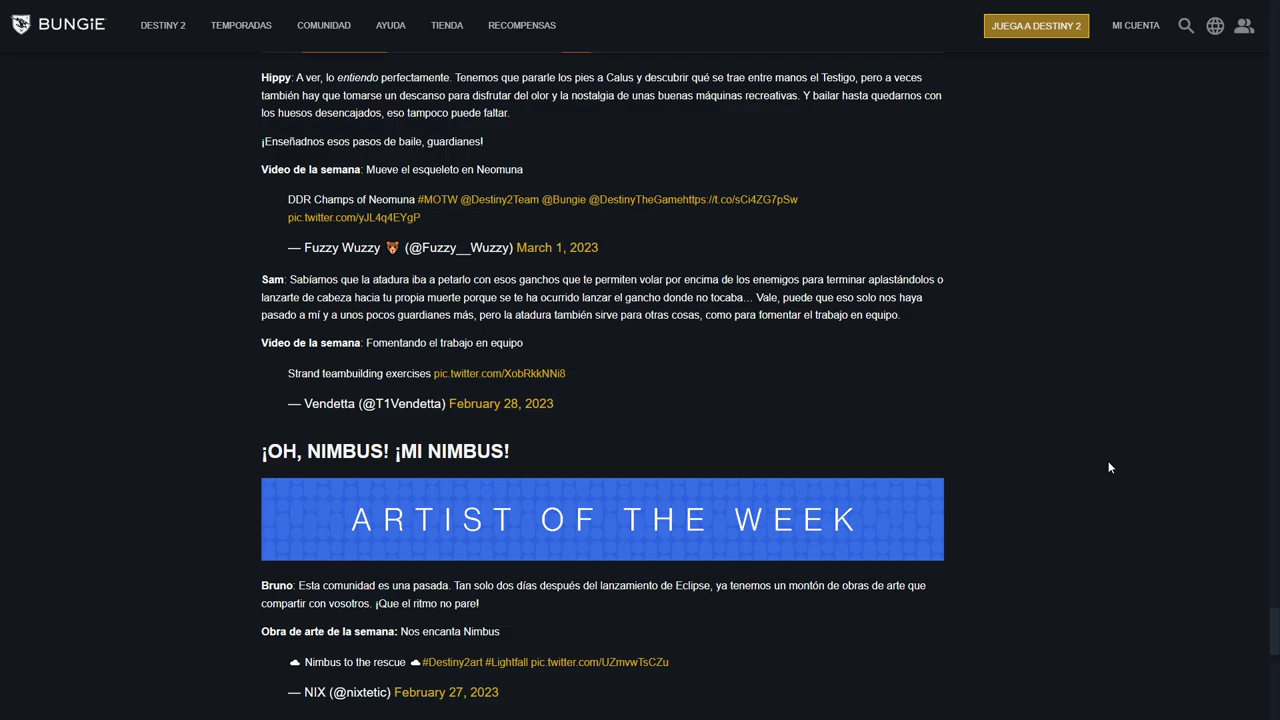 BUNGiE DESTINY 2 TEMPORADAS COMUNIDAD AYUDA TIENDA RECOMPENSAS JUEGA A DESTINY 2 MI CUENTA
Hippy: A ver, lo entiendo perfectamente. Tenemos que pararle los pies a Calus y descubrir qué se trae entre manos el Testigo, pero a veces
también hay que tomarse un descanso para disfrutar del olor y la nostalgia de unas buenas máquinas recreativas. Y bailar hasta quedarnos con
los huesos desencajados, eso tampoco puede faltar.
¡Enseñadnos esos pasos de baile, guardianes!
Video de la semana: Mueve el esqueleto en Neomuna
DDR Champs of Neomuna #MOTW @Destiny2Team @Bungie @DestinyTheGamehttps://t.co/sCi4ZG7pSw
pic.twitter.com/yJL4q4EYgP
— Fuzzy Wuzzy 🐻 (@Fuzzy__Wuzzy) March 1, 2023
Sam: Sabíamos que la atadura iba a petarlo con esos ganchos que te permiten volar por encima de los enemigos para terminar aplastándolos o
lanzarte de cabeza hacia tu propia muerte porque se te ha ocurrido lanzar el gancho donde no tocaba… Vale, puede que eso solo nos haya
pasado a mí y a unos pocos guardianes más, pero la atadura también sirve para otras cosas, como para fomentar el trabajo en equipo.
Video de la semana: Fomentando el trabajo en equipo
Strand teambuilding exercises pic.twitter.com/XobRkkNNi8
— Vendetta (@T1Vendetta) February 28, 2023
¡OH, NIMBUS! ¡MI NIMBUS!
ARTIST OF THE WEEK
Bruno: Esta comunidad es una pasada. Tan solo dos días después del lanzamiento de Eclipse, ya tenemos un montón de obras de arte que
compartir con vosotros. ¡Que el ritmo no pare!
Obra de arte de la semana: Nos encanta Nimbus
☁ Nimbus to the rescue ☁#Destiny2art #Lightfall pic.twitter.com/UZmvwTsCZu
— NIX (@nixtetic) February 27, 2023